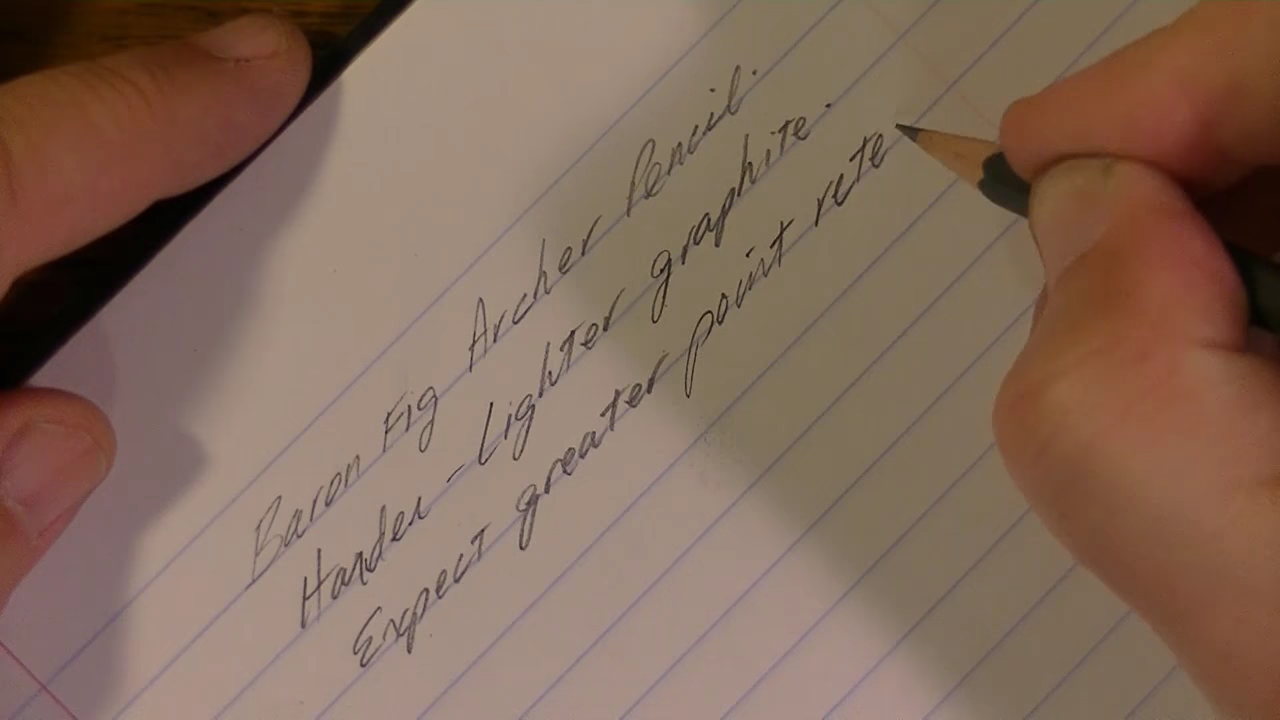 Baron Fig Archer Pencil.
Harder - Lighter graphite.
Expect greater point rete